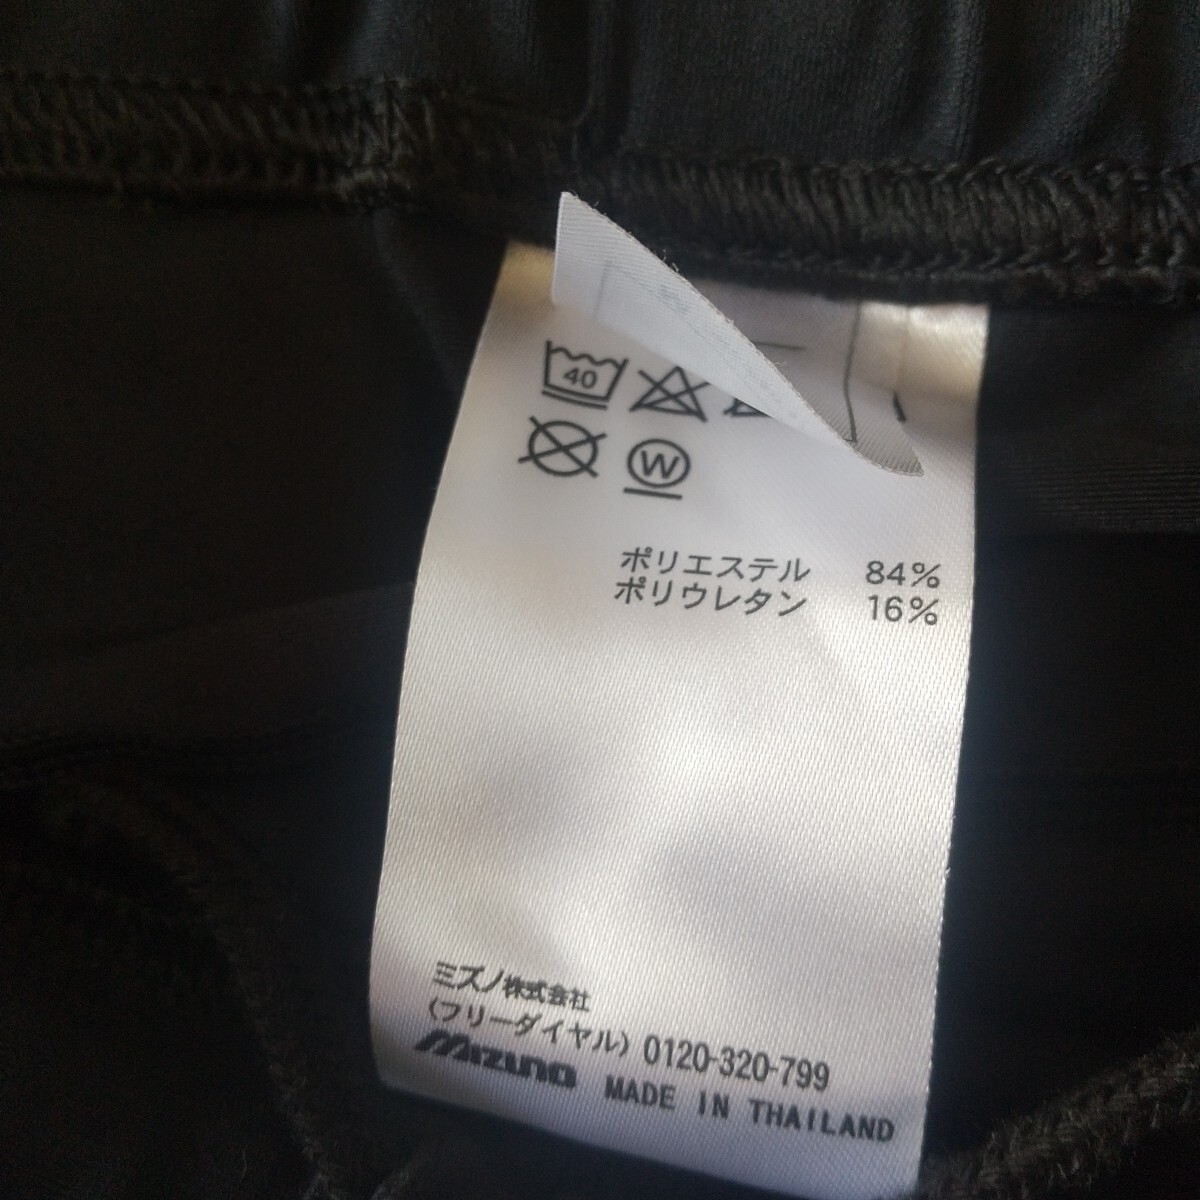 40
W
ポリエステル 84%
ポリウレタン 16%
ミズノ株式会社
(フリーダイヤル) 0120-320-799
Mizuno MADE IN THAILAND